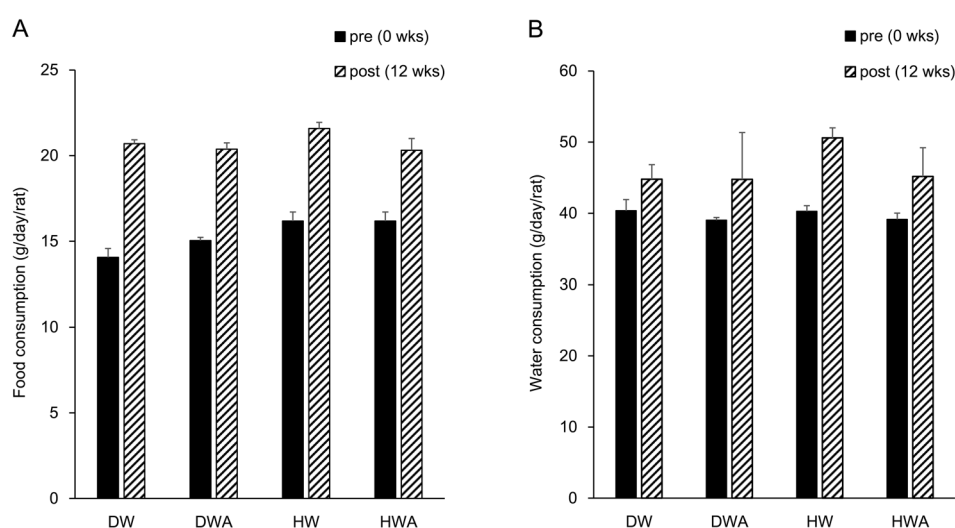 A
pre (0 wks)
post (12 wks)
Food consumption (g/day/rat)
25
20
15
10
5
0
DW DWA HW HWA
B
pre (0 wks)
post (12 wks)
Water consumption (g/day/rat)
60
50
40
30
20
10
0
DW DWA HW HWA